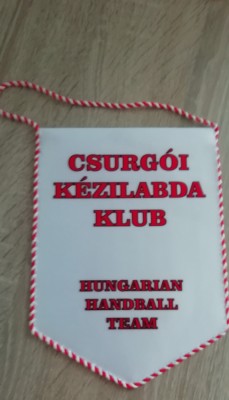 CSURGÓI
KÉZILABDA
KLUB
HUNGARIAN
HANDBALL
TEAM